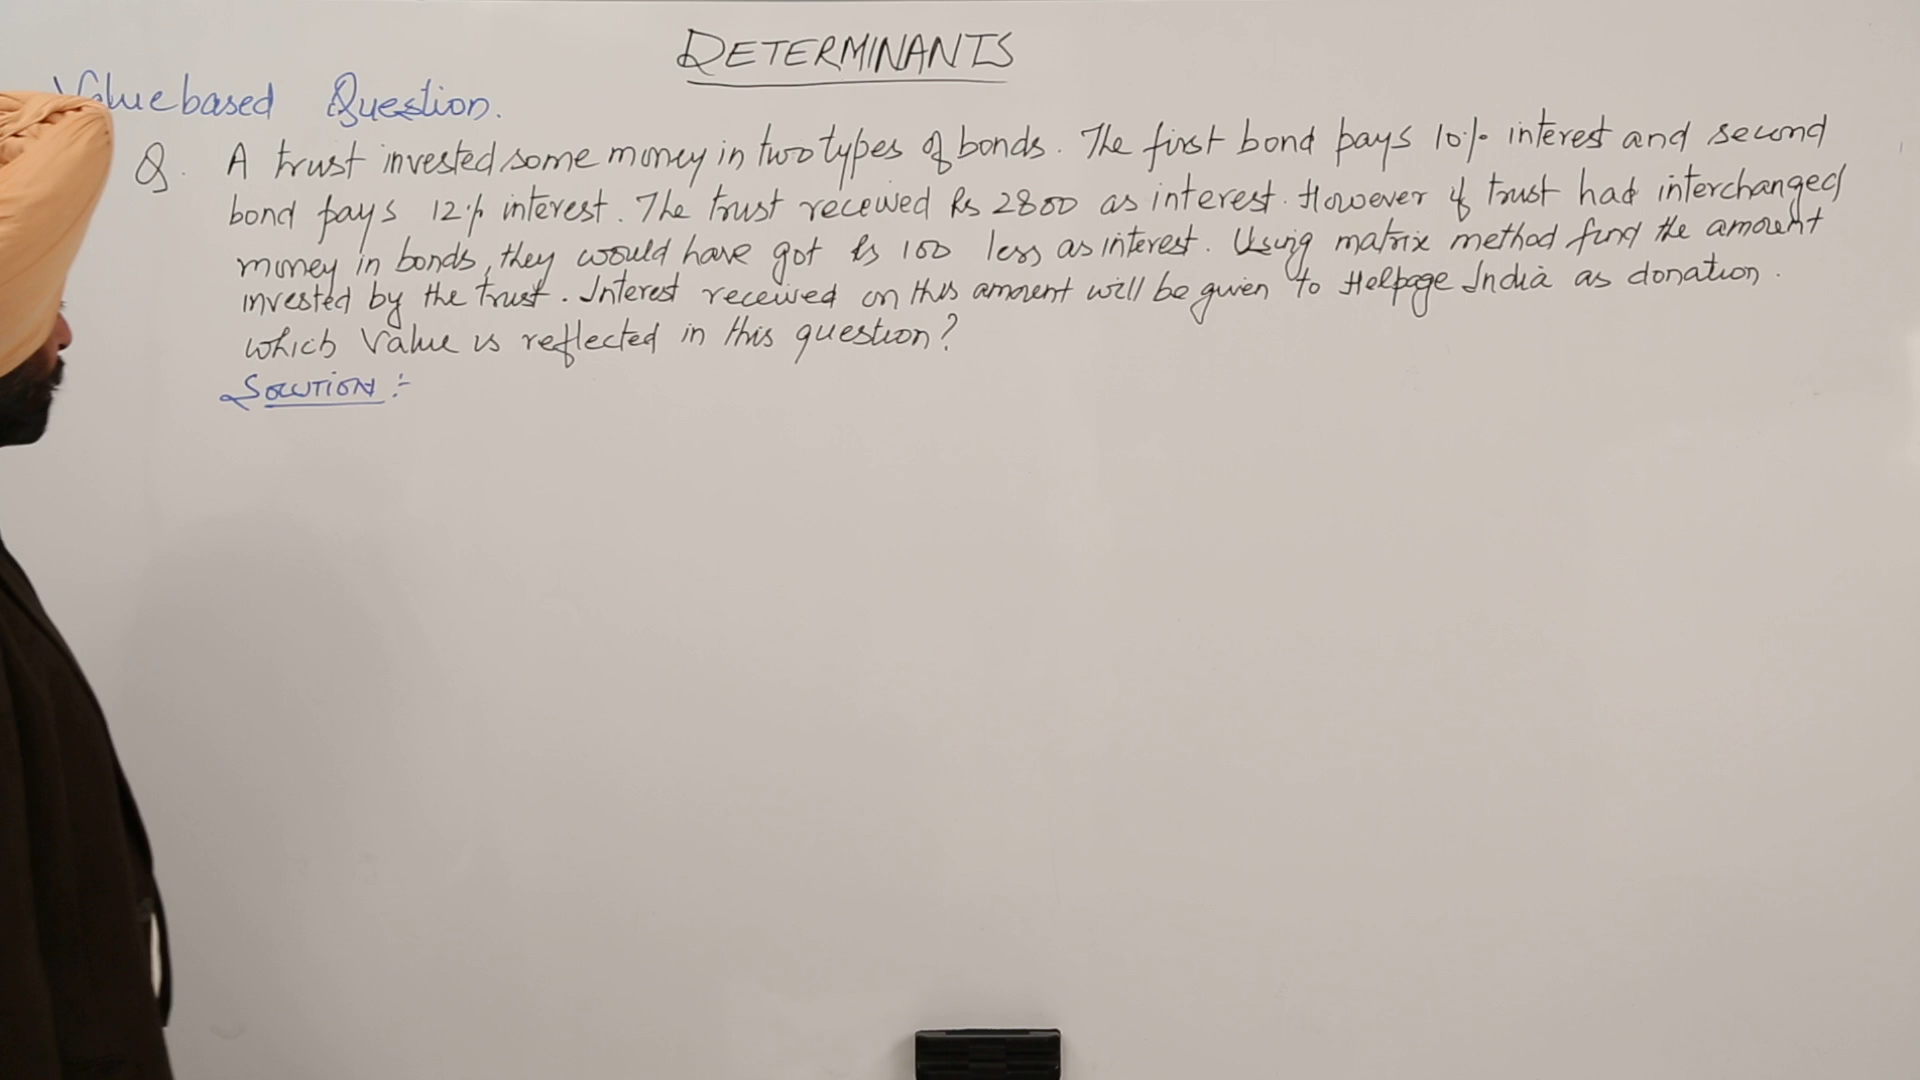 DETERMINANTS
Value based Question.
Q. A trust invested some money in two types of bonds. The first bond pays 10% interest and second
bond pays 12% interest. The trust received Rs 2800 as interest. However if trust had interchanged
money in bonds, they would have got Rs 100 less as interest. Using matrix method find the amount
invested by the trust. Interest received on this amount will be given to Helpage India as donation.
which Value is reflected in this question?
SOLUTION :-